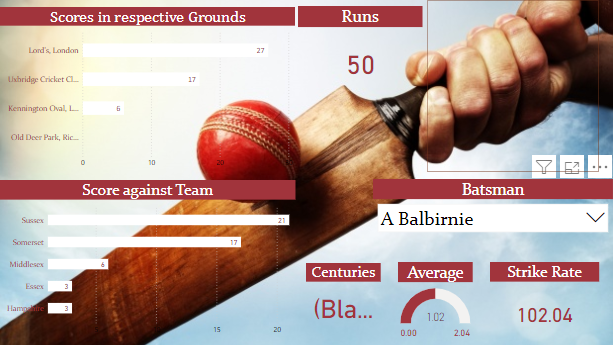 Scores in respective Grounds
Lord's, London
27
Uxbridge Cricket Cl...
17
Kennington Oval, L...
6
Old Deer Park, Ric...
0
10
20
Runs
50
Score against Team
Sussex
21
Somerset
17
Middlesex
6
Essex
3
Hampshire
3
15
20
Batsman
A Balbirnie
Centuries
(Bla...
Average
1.02
0.00
2.04
Strike Rate
102.04